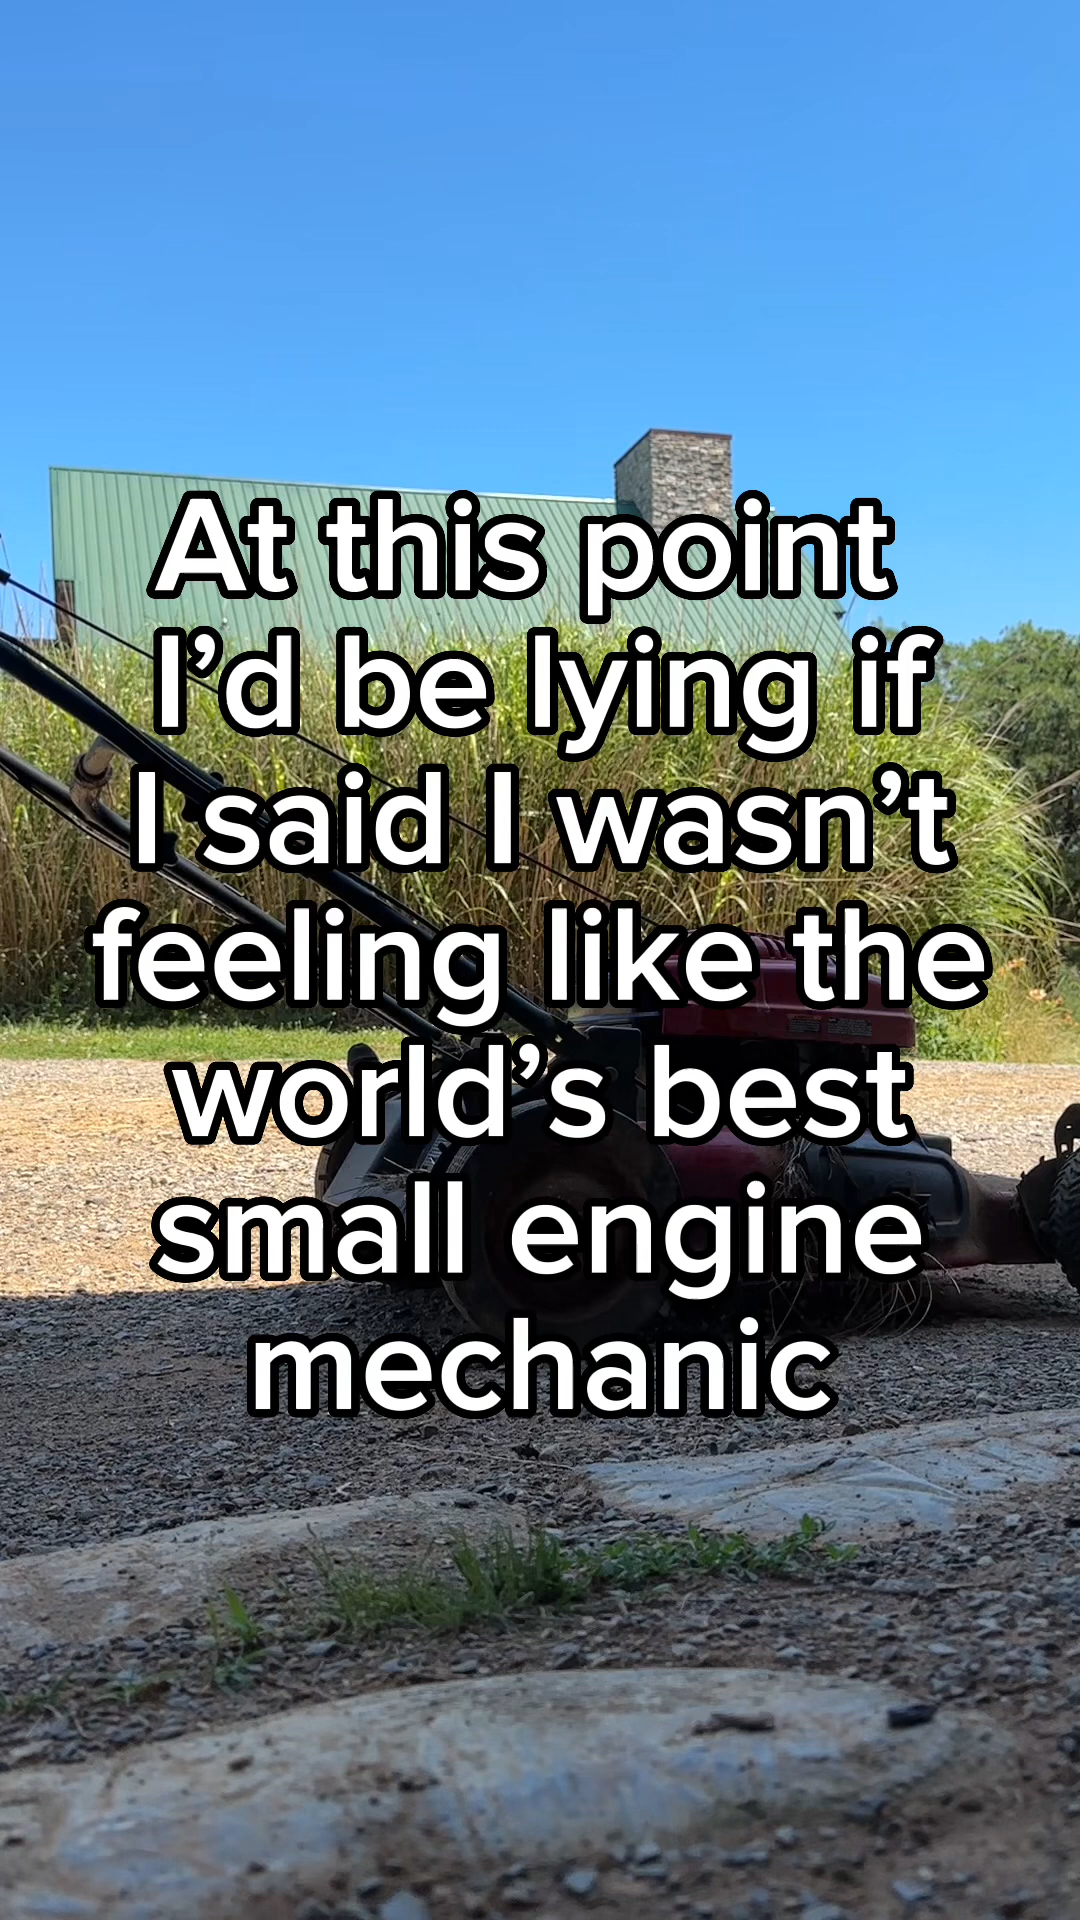 At this point
I’d be lying if
I said I wasn’t
feeling like the
world’s best
small engine
mechanic